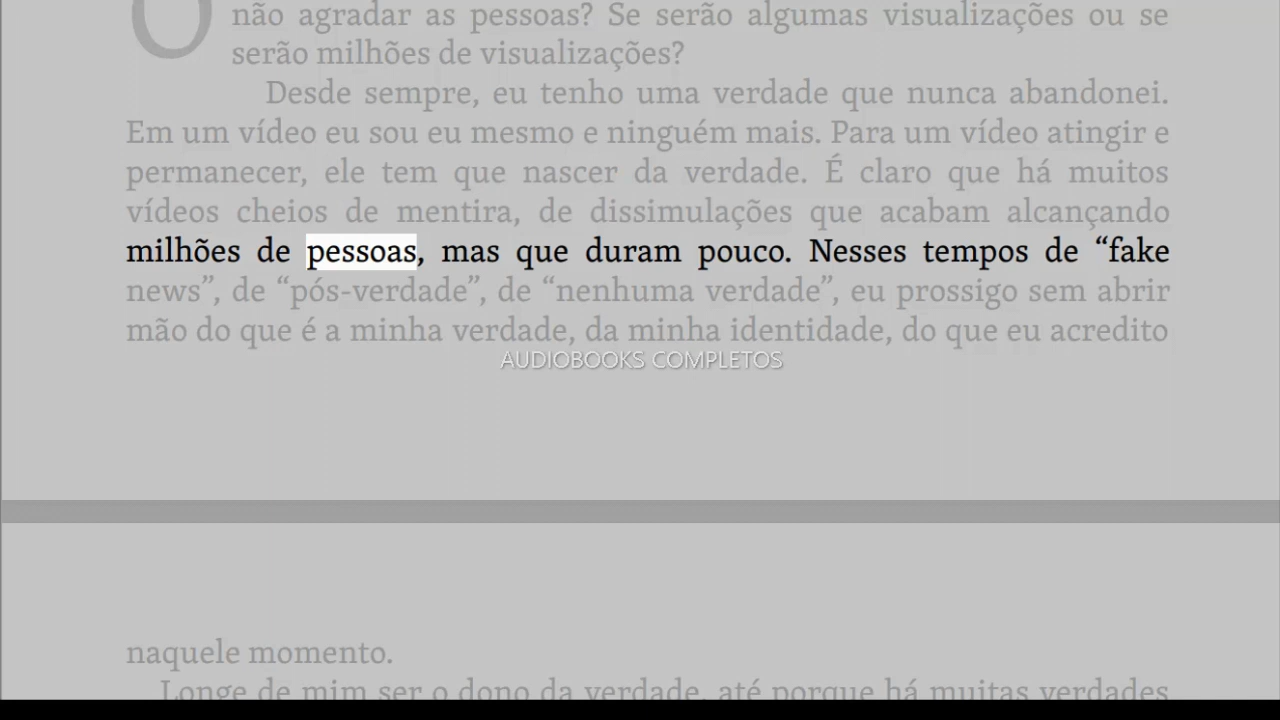 O não agradar as pessoas? Se serão algumas visualizações ou se
serão milhões de visualizações?
Desde sempre, eu tenho uma verdade que nunca abandonei.
Em um vídeo eu sou eu mesmo e ninguém mais. Para um vídeo atingir e
permanecer, ele tem que nascer da verdade. É claro que há muitos
vídeos cheios de mentira, de dissimulações que acabam alcançando
milhões de pessoas, mas que duram pouco. Nesses tempos de “fake
news”, de “pós-verdade”, de “nenhuma verdade”, eu prossigo sem abrir
mão do que é a minha verdade, da minha identidade, do que eu acredito
AUDIOBOOKS COMPLETOS
naquele momento.
Longe de mim ser o dono da verdade, até porque há muitas verdades